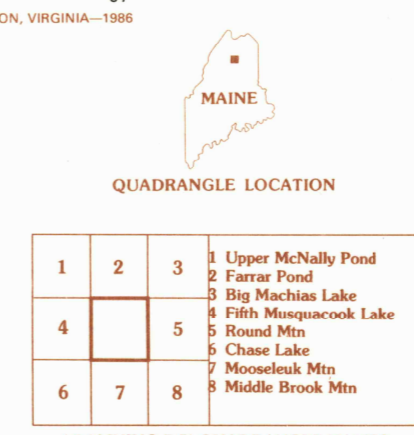 ON, VIRGINIA—1986
MAINE
QUADRANGLE LOCATION
1 2 3
4 5
6 7 8
1 Upper McNally Pond
2 Farrar Pond
3 Big Machias Lake
4 Fifth Musquacook Lake
5 Round Mtn
6 Chase Lake
7 Mooseleuk Mtn
8 Middle Brook Mtn